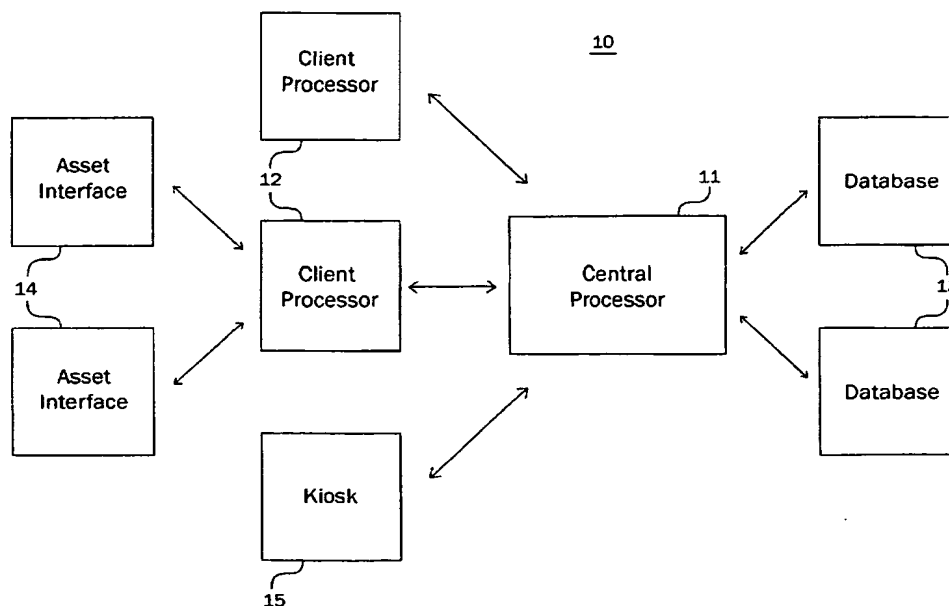 10
Client
Processor
Asset
Interface
12
11
Database
Client
Processor
Central
Processor
14
Asset
Interface
Database
Kiosk
15